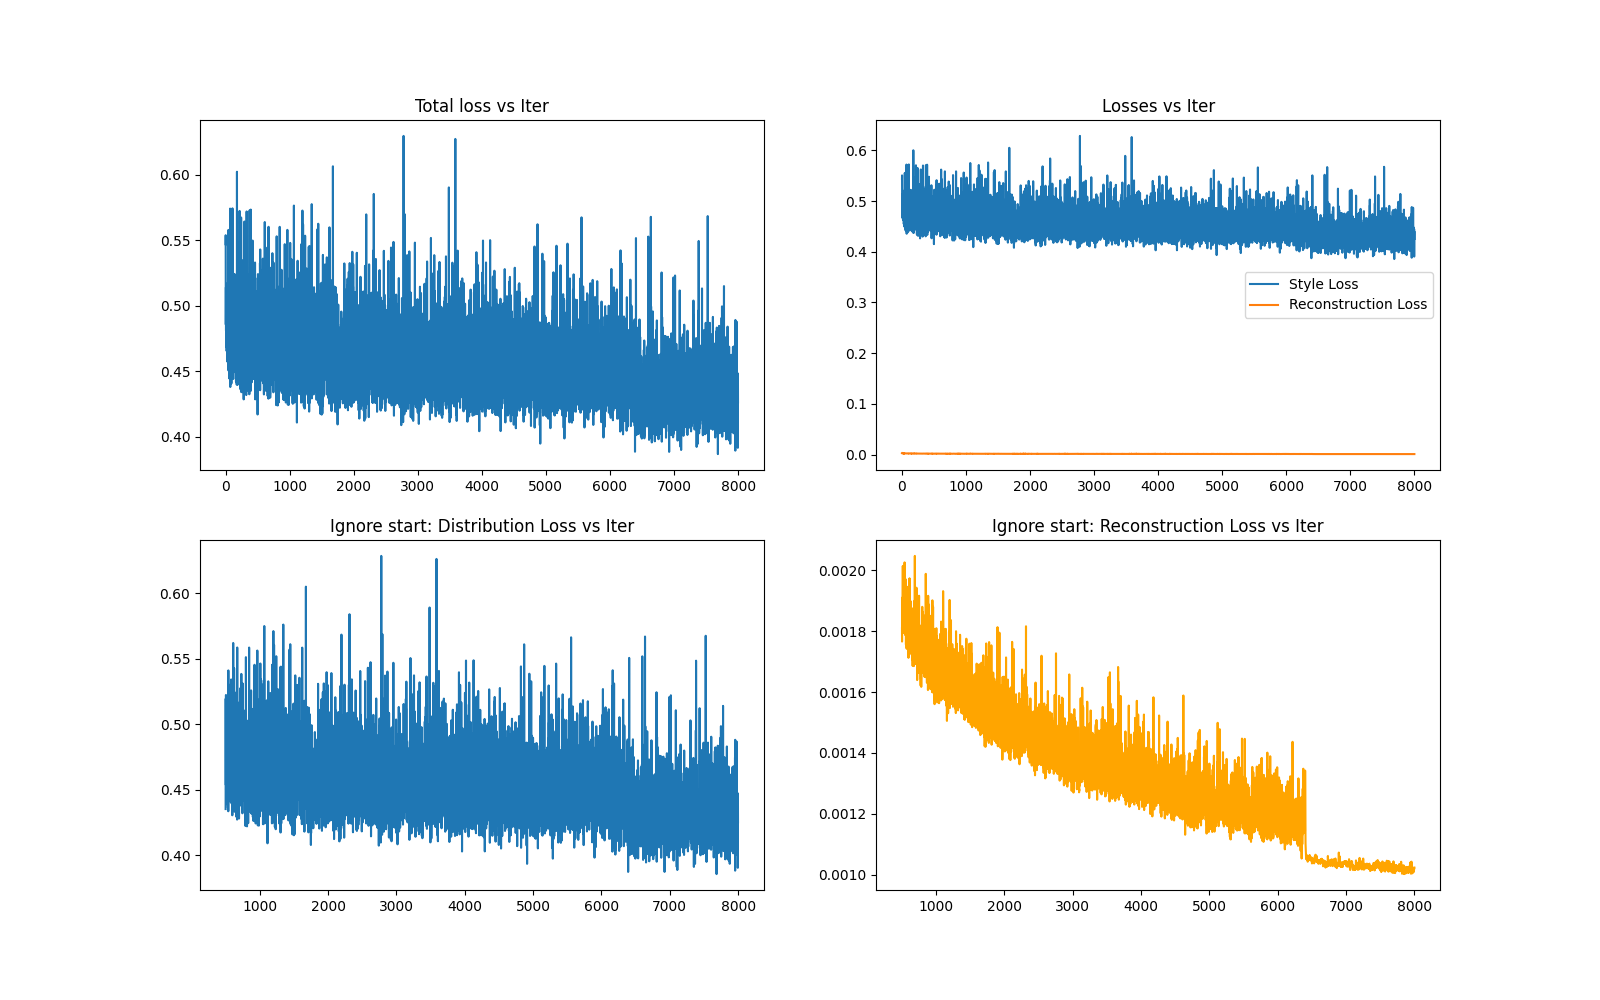 Total loss vs Iter
0.60
0.55
0.50
0.45
0.40
0 1000 2000 3000 4000 5000 6000 7000 8000
Losses vs Iter
0.6
0.5
0.4
0.3
0.2
0.1
0.0
Style Loss
Reconstruction Loss
0 1000 2000 3000 4000 5000 6000 7000 8000
Ignore start: Distribution Loss vs Iter
0.60
0.55
0.50
0.45
0.40
1000 2000 3000 4000 5000 6000 7000 8000
Ignore start: Reconstruction Loss vs Iter
0.0020
0.0018
0.0016
0.0014
0.0012
0.0010
1000 2000 3000 4000 5000 6000 7000 8000